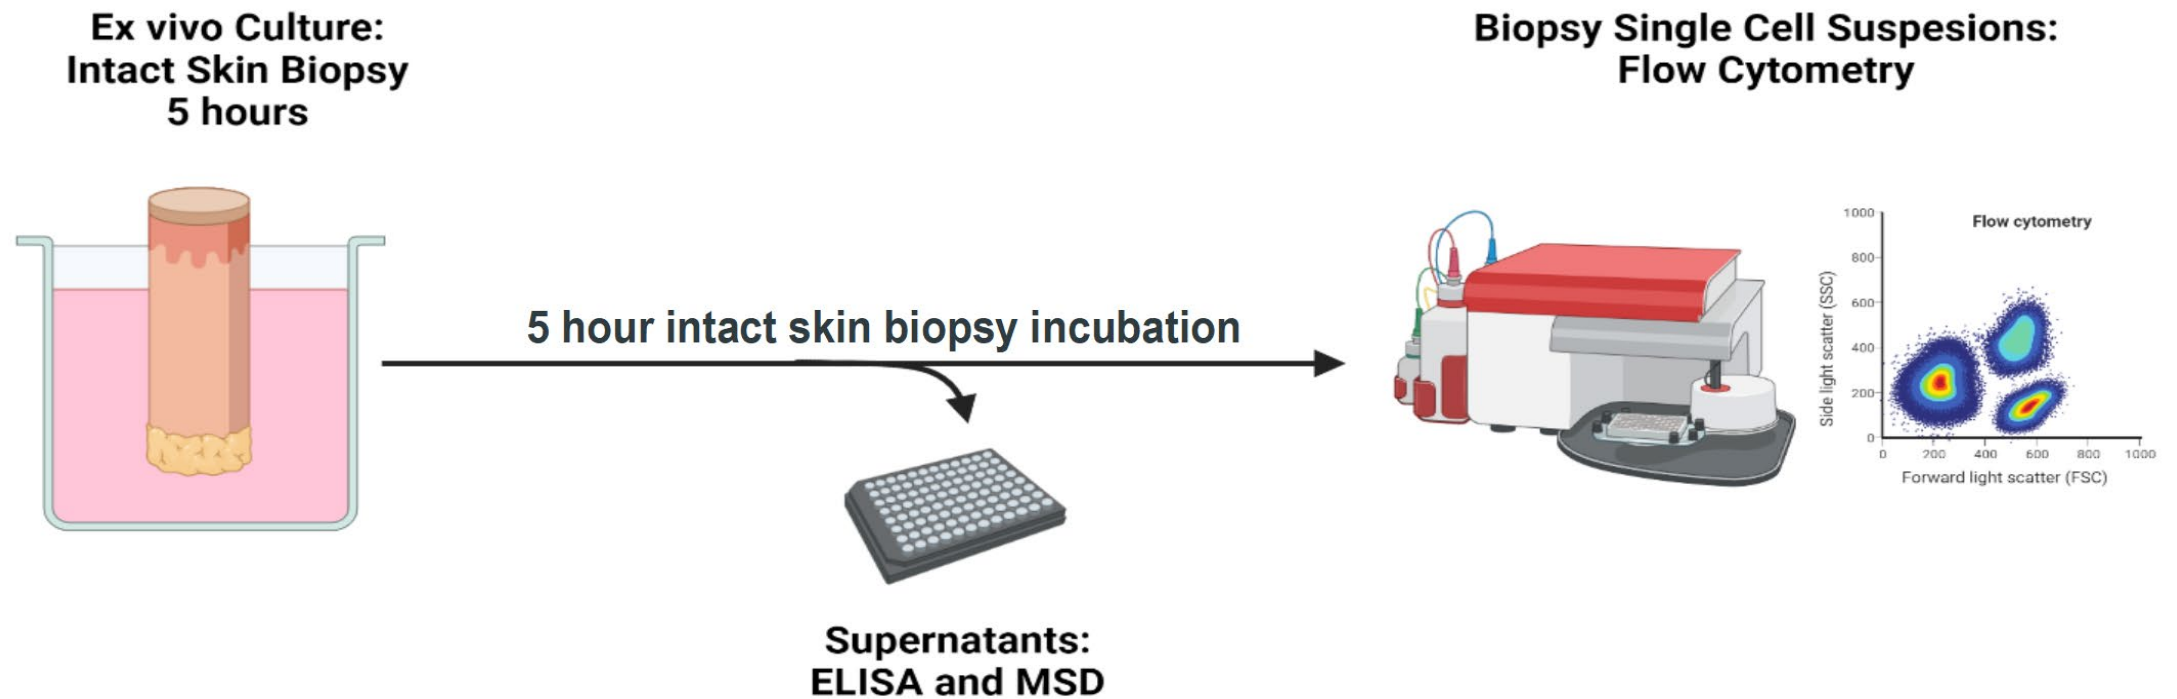 Ex vivo Culture:
Intact Skin Biopsy
5 hours
Biopsy Single Cell Suspesions:
Flow Cytometry
5 hour intact skin biopsy incubation
Supernatants:
ELISA and MSD
Flow cytometry
Side light scatter (SSC)
1000
800
600
400
200
0
0 200 400 600 800 1000
Forward light scatter (FSC)